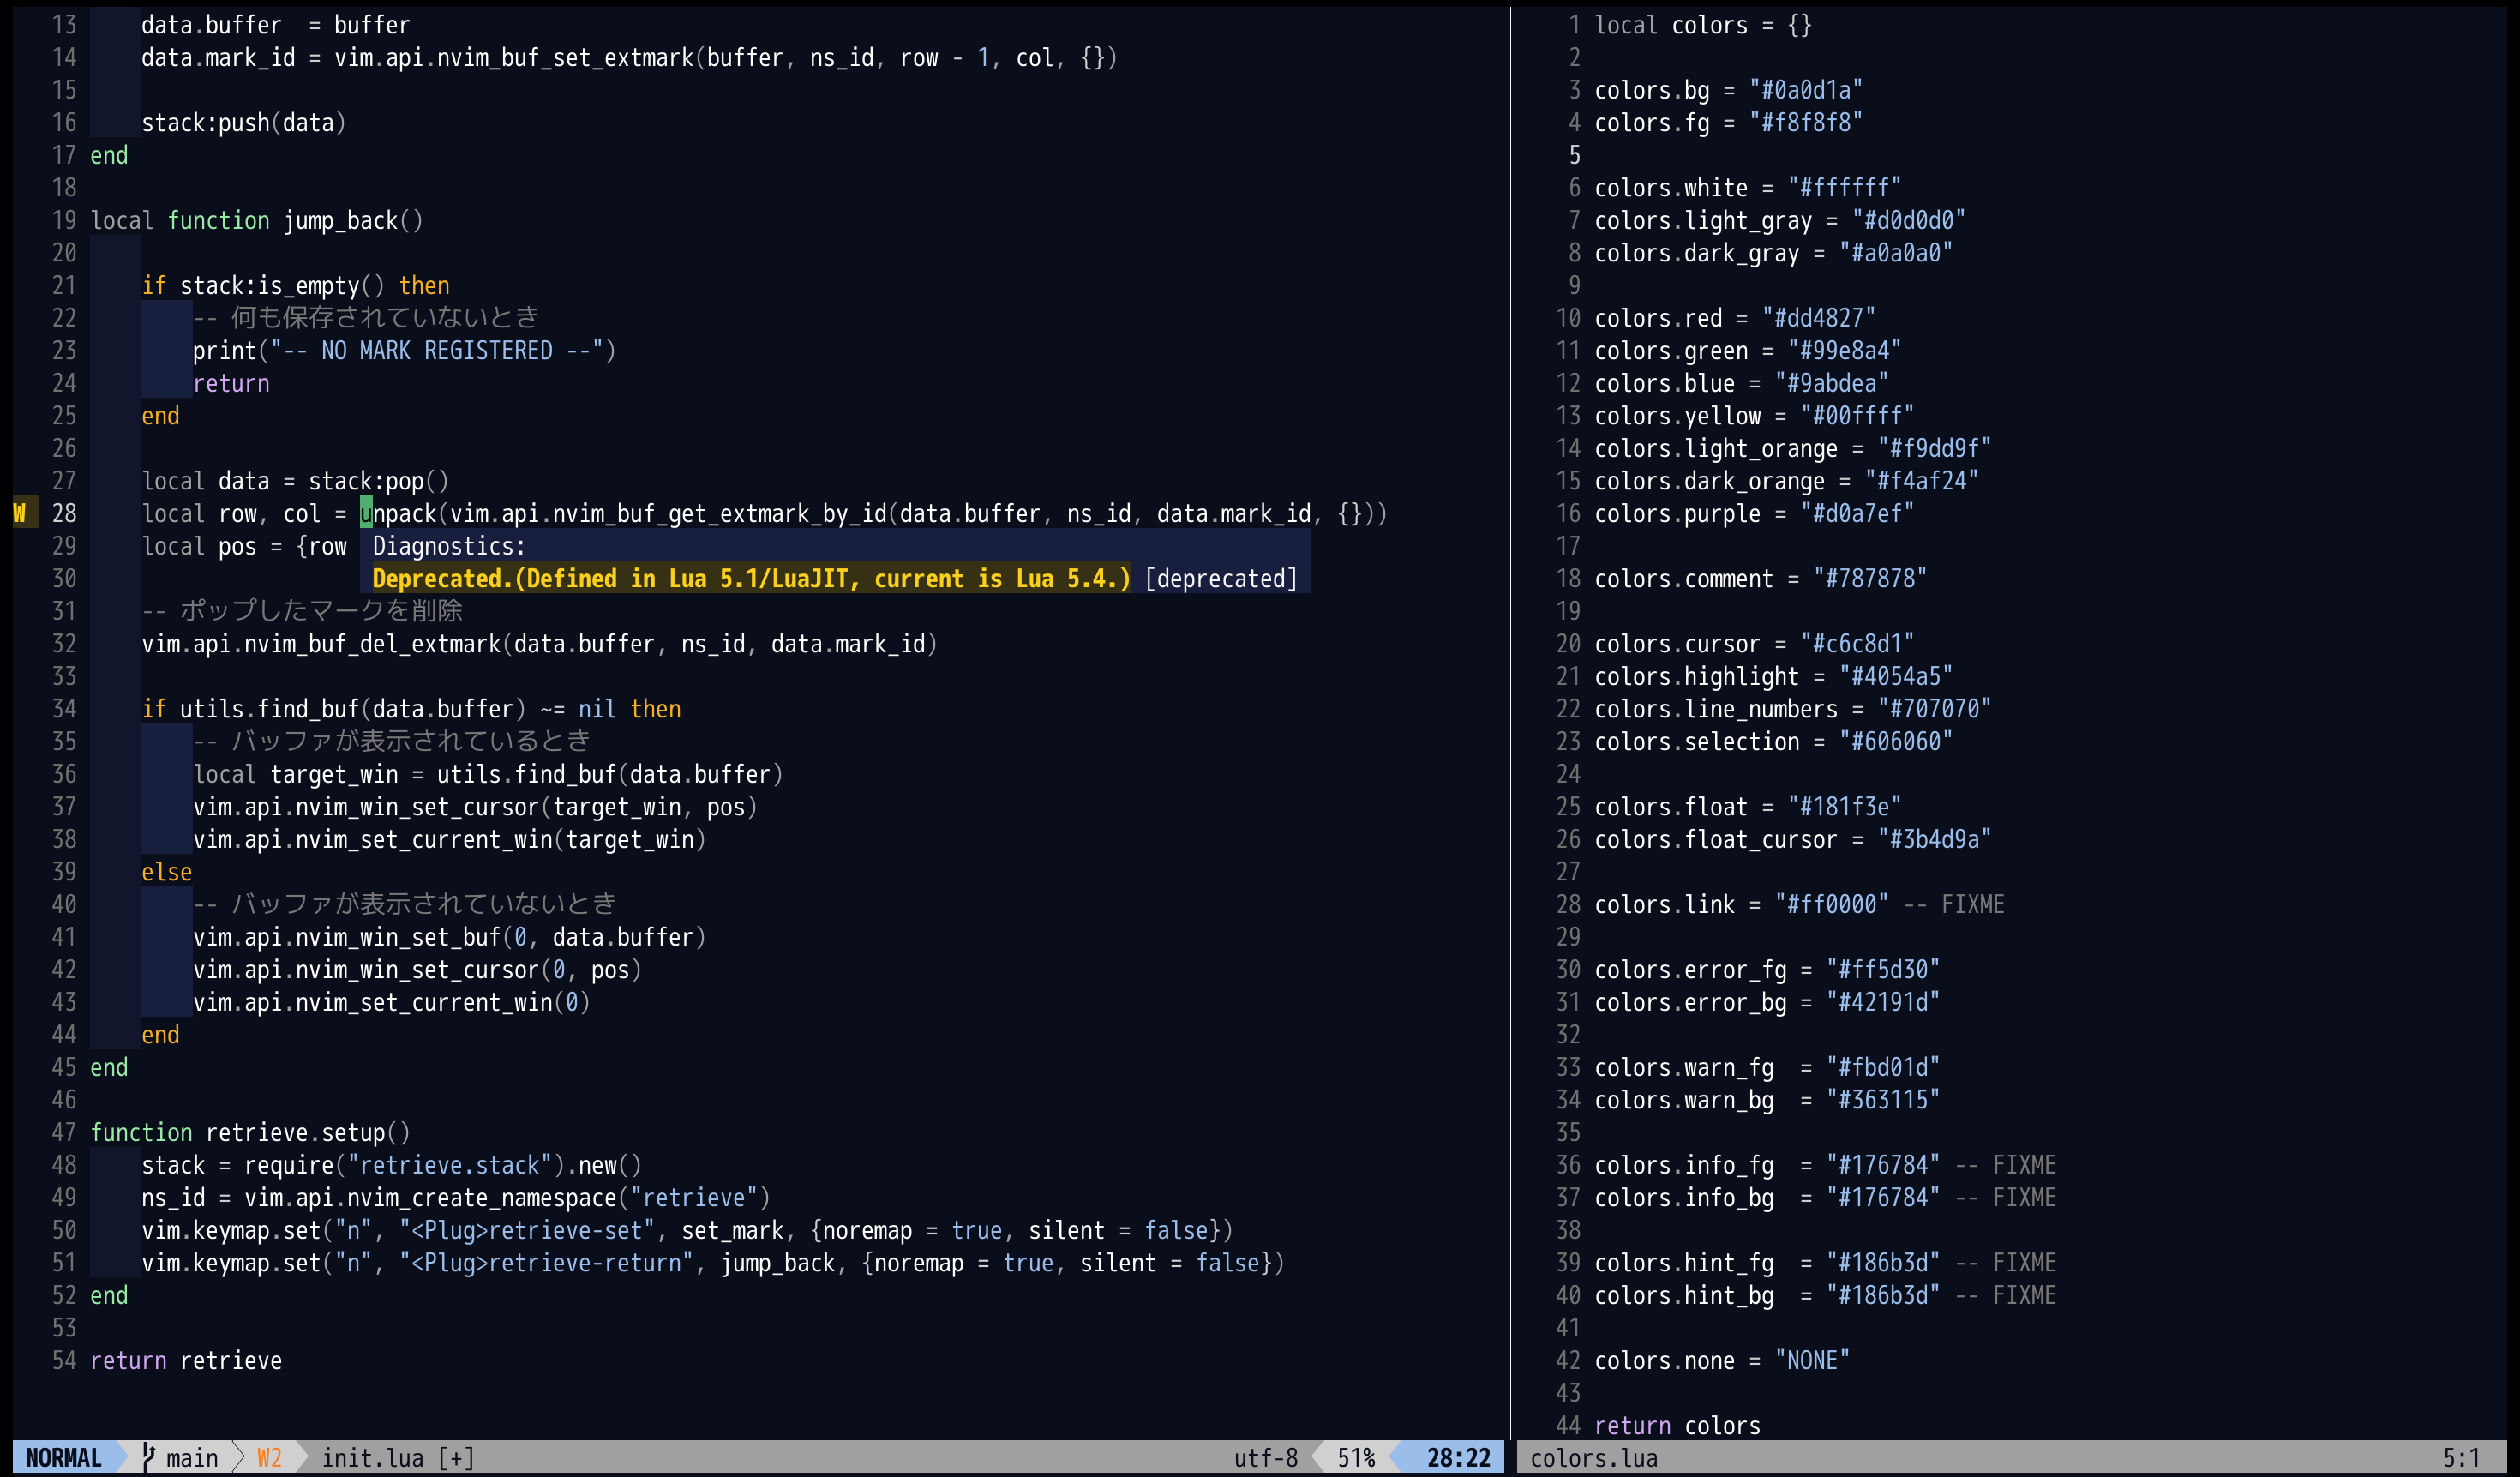 13     data.buffer  = buffer
14     data.mark_id = vim.api.nvim_buf_set_extmark(buffer, ns_id, row - 1, col, {})
15
16     stack:push(data)
17 end
18
19 local function jump_back()
20
21     if stack:is_empty() then
22         -- 何も保存されていないとき
23         print("-- NO MARK REGISTERED --")
24         return
25     end
26
27     local data = stack:pop()
W 28     local row, col = unpack(vim.api.nvim_buf_get_extmark_by_id(data.buffer, ns_id, data.mark_id, {}))
29     local pos = {row Diagnostics:
30 Deprecated.(Defined in Lua 5.1/LuaJIT, current is Lua 5.4.) [deprecated]
31     -- ポップしたマークを削除
32     vim.api.nvim_buf_del_extmark(data.buffer, ns_id, data.mark_id)
33
34     if utils.find_buf(data.buffer) ~= nil then
35         -- バッファが表示されているとき
36         local target_win = utils.find_buf(data.buffer)
37         vim.api.nvim_win_set_cursor(target_win, pos)
38         vim.api.nvim_set_current_win(target_win)
39     else
40         -- バッファが表示されていないとき
41         vim.api.nvim_win_set_buf(0, data.buffer)
42         vim.api.nvim_win_set_cursor(0, pos)
43         vim.api.nvim_set_current_win(0)
44     end
45 end
46
47 function retrieve.setup()
48     stack = require("retrieve.stack").new()
49     ns_id = vim.api.nvim_create_namespace("retrieve")
50     vim.keymap.set("n", "<Plug>retrieve-set", set_mark, {noremap = true, silent = false})
51     vim.keymap.set("n", "<Plug>retrieve-return", jump_back, {noremap = true, silent = false})
52 end
53
54 return retrieve
NORMAL main W2 init.lua [+] utf-8 51% 28:22
1 local colors = {}
2
3 colors.bg = "#0a0d1a"
4 colors.fg = "#f8f8f8"
5
6 colors.white = "#ffffff"
7 colors.light_gray = "#d0d0d0"
8 colors.dark_gray = "#a0a0a0"
9
10 colors.red = "#dd4827"
11 colors.green = "#99e8a4"
12 colors.blue = "#9abdea"
13 colors.yellow = "#00ffff"
14 colors.light_orange = "#f9dd9f"
15 colors.dark_orange = "#f4af24"
16 colors.purple = "#d0a7ef"
17
18 colors.comment = "#787878"
19
20 colors.cursor = "#c6c8d1"
21 colors.highlight = "#4054a5"
22 colors.line_numbers = "#707070"
23 colors.selection = "#606060"
24
25 colors.float = "#181f3e"
26 colors.float_cursor = "#3b4d9a"
27
28 colors.link = "#ff0000" -- FIXME
29
30 colors.error_fg = "#ff5d30"
31 colors.error_bg = "#42191d"
32
33 colors.warn_fg  = "#fbd01d"
34 colors.warn_bg  = "#363115"
35
36 colors.info_fg  = "#176784" -- FIXME
37 colors.info_bg  = "#176784" -- FIXME
38
39 colors.hint_fg  = "#186b3d" -- FIXME
40 colors.hint_bg  = "#186b3d" -- FIXME
41
42 colors.none = "NONE"
43
44 return colors
colors.lua 5:1